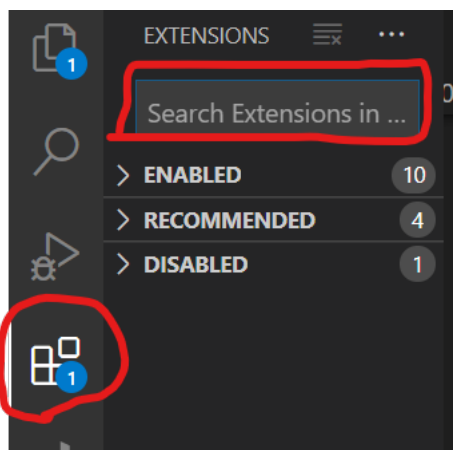 EXTENSIONS
1
Search Extensions in ...
ENABLED 10
RECOMMENDED 4
DISABLED 1
1